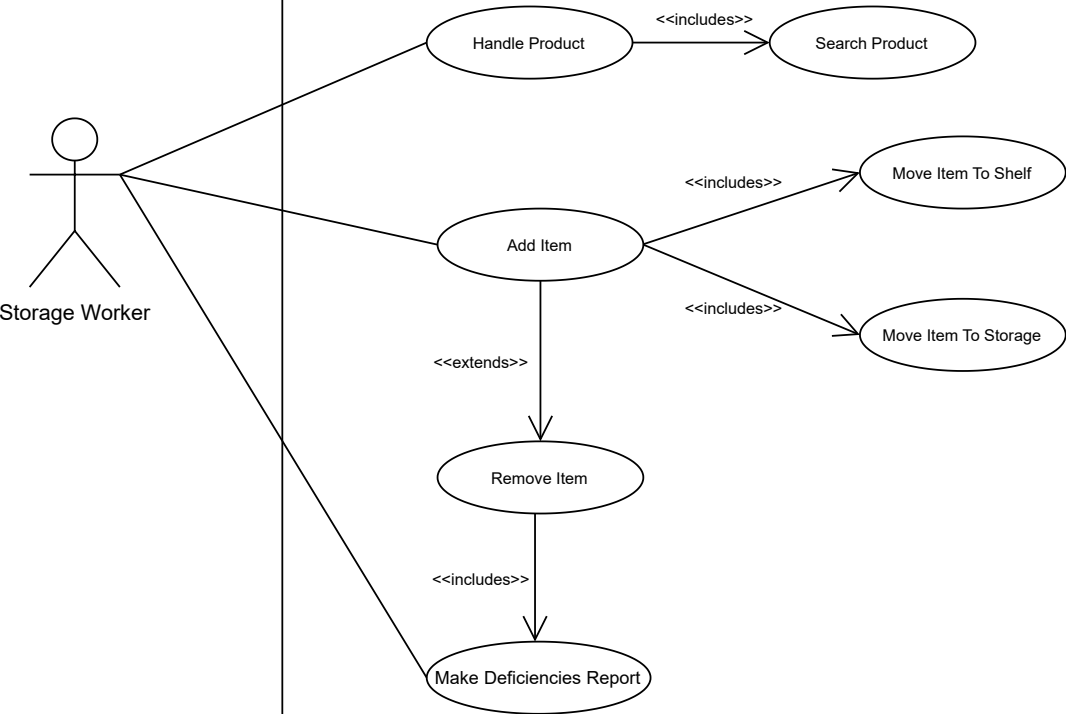 <<includes>>
Handle Product
Search Product
Move Item To Shelf
<<includes>>
Add Item
Storage Worker
<<includes>>
Move Item To Storage
<<extends>>
Remove Item
<<includes>>
Make Deficiencies Report